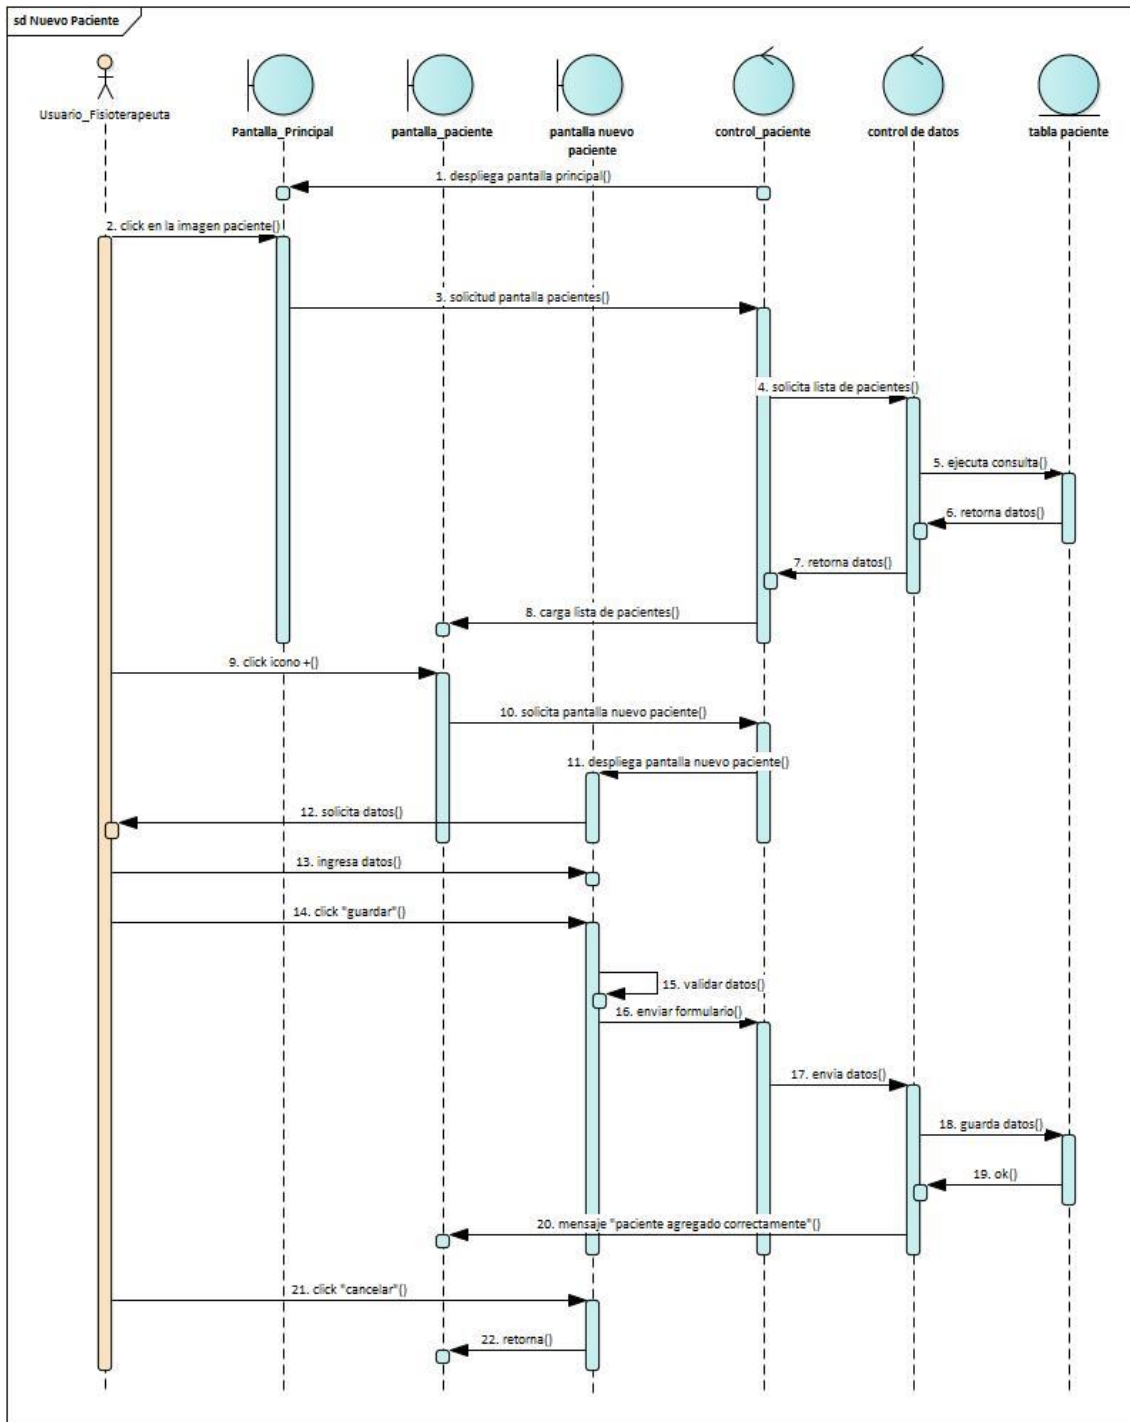 sd Nuevo Paciente
Usuario_Fisioterapeuta
Pantalla_Principal
pantalla_paciente
pantalla nuevo
paciente
control_paciente
control de datos
tabla paciente
1. despliega pantalla principal()
2. click en la imagen paciente()
3. solicitud pantalla pacientes()
4. solicita lista de pacientes()
5. ejecuta consulta()
6. retorna datos()
7. retorna datos()
8. carga lista de pacientes()
9. click icono +()
10. solicita pantalla nuevo paciente()
11. despliega pantalla nuevo paciente()
12. solicita datos()
13. ingresa datos()
14. click "guardar"()
15. validar datos()
16. enviar formulario()
17. envia datos()
18. guarda datos()
19. ok()
20. mensaje "paciente agregado correctamente"()
21. click "cancelar"()
22. retorna()